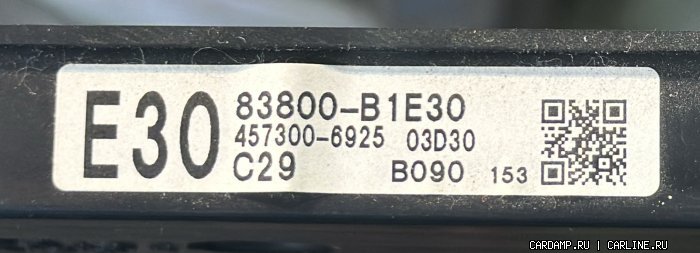 E30
83800-B1E30
457300-6925 03D30
C29 B090 153
CARDAMP.RU | CARLINE.RU